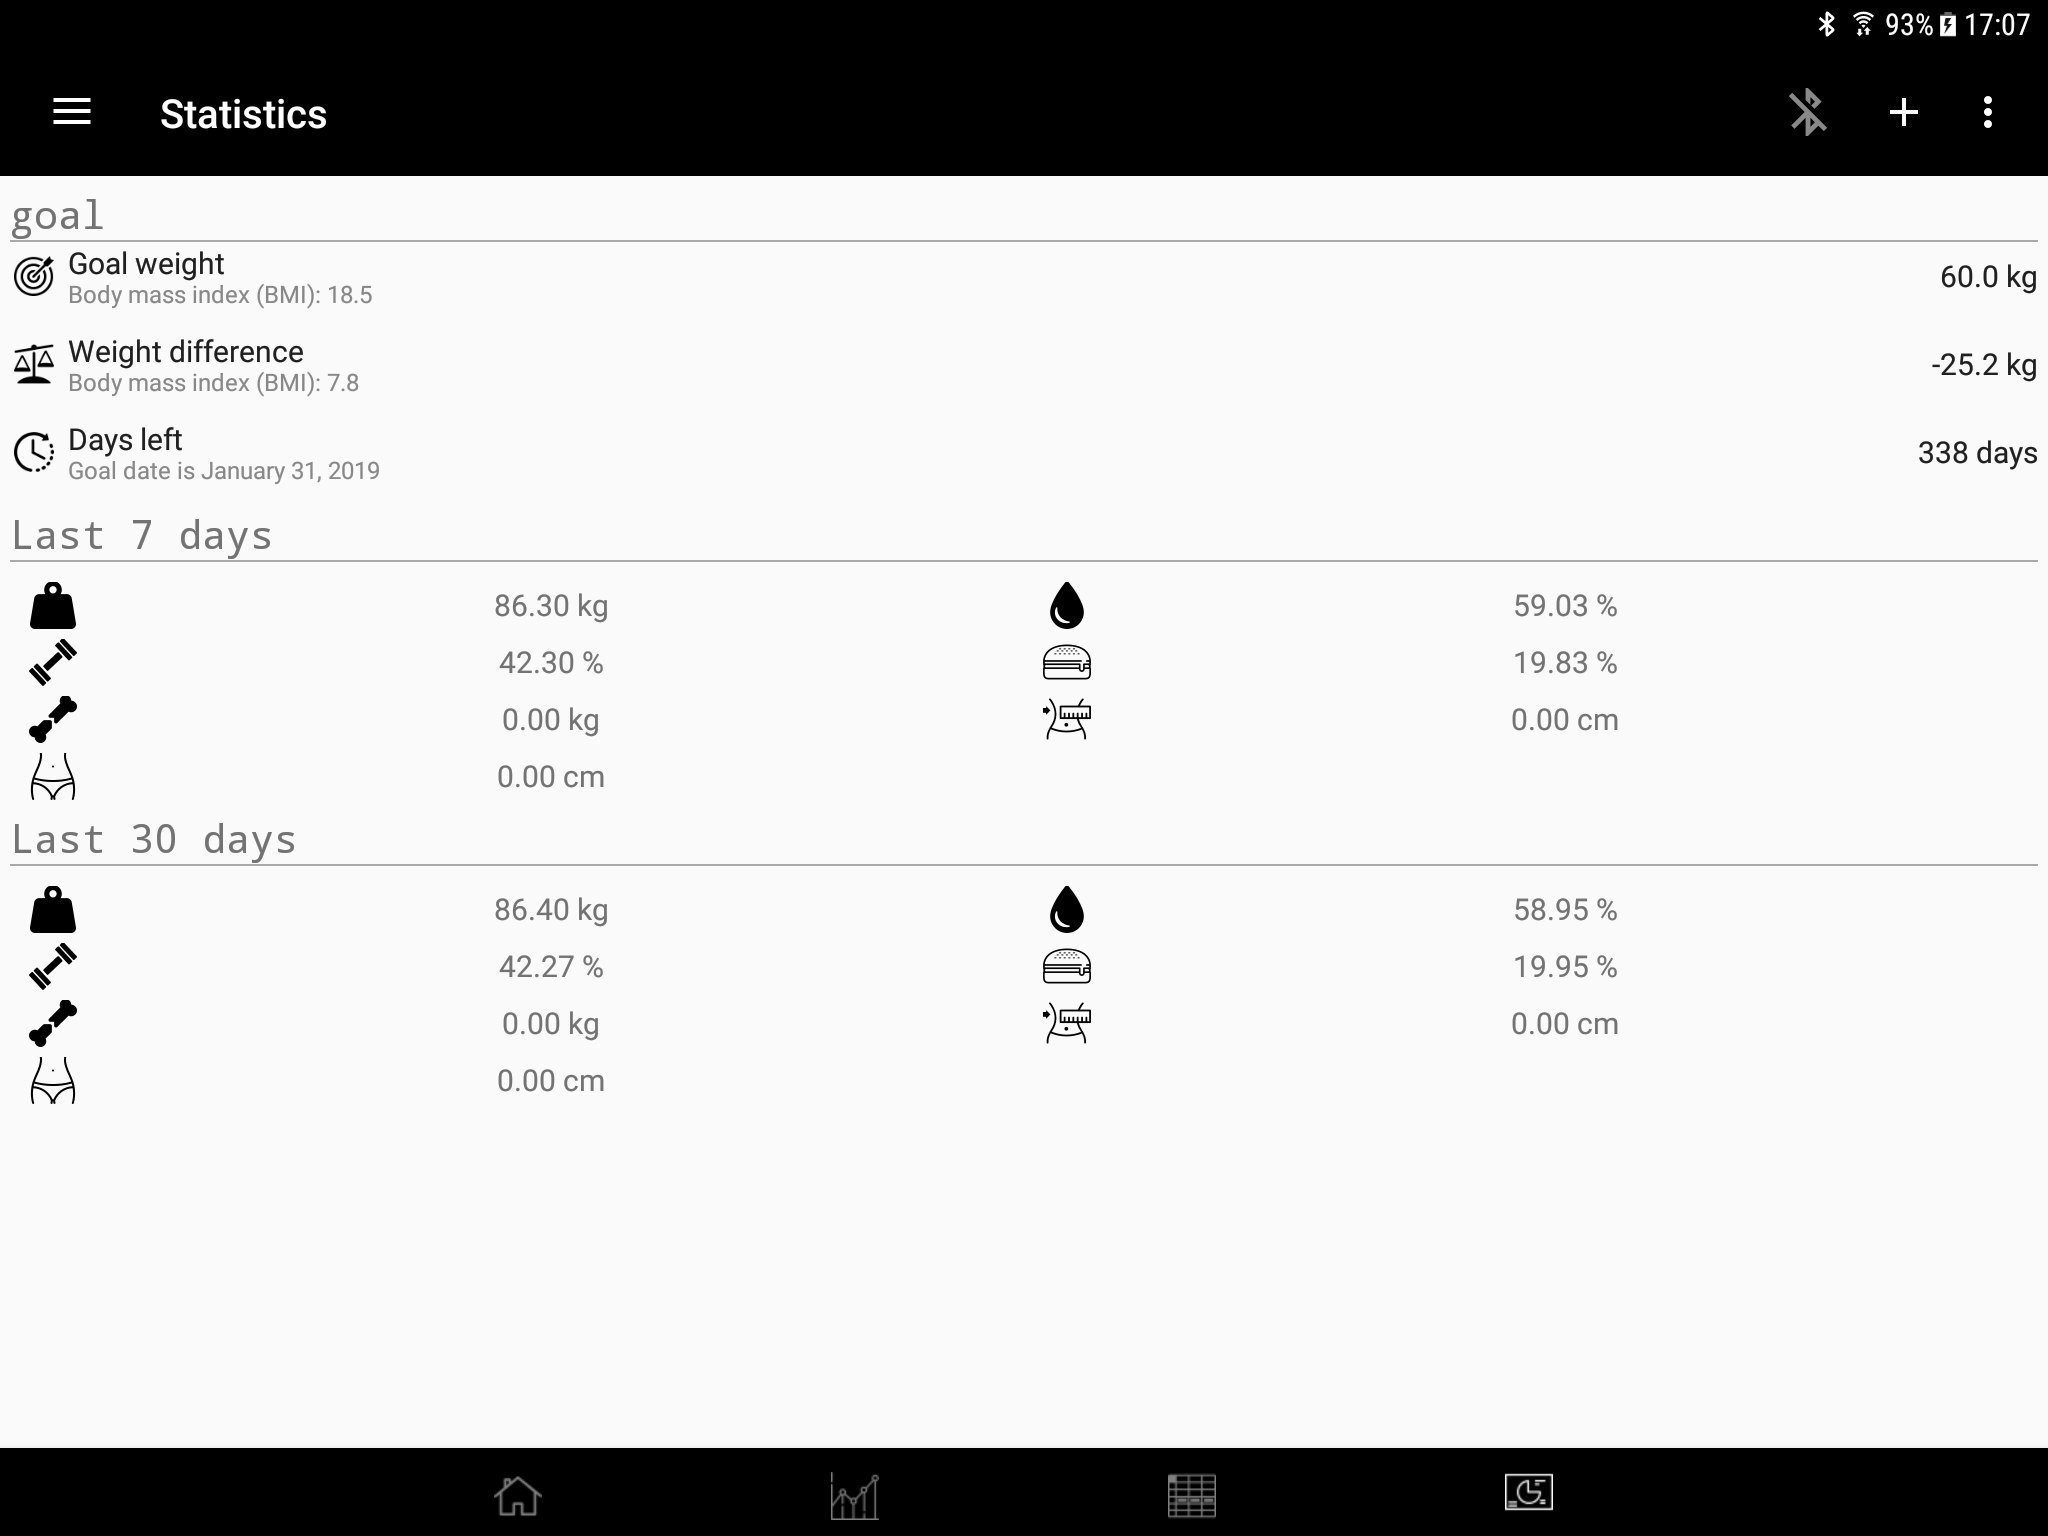 93% 17:07
Statistics
goal
Goal weight
Body mass index (BMI): 18.5
60.0 kg
Weight difference
Body mass index (BMI): 7.8
-25.2 kg
Days left
Goal date is January 31, 2019
338 days
Last 7 days
86.30 kg 59.03 %
42.30 % 19.83 %
0.00 kg 0.00 cm
0.00 cm
Last 30 days
86.40 kg 58.95 %
42.27 % 19.95 %
0.00 kg 0.00 cm
0.00 cm